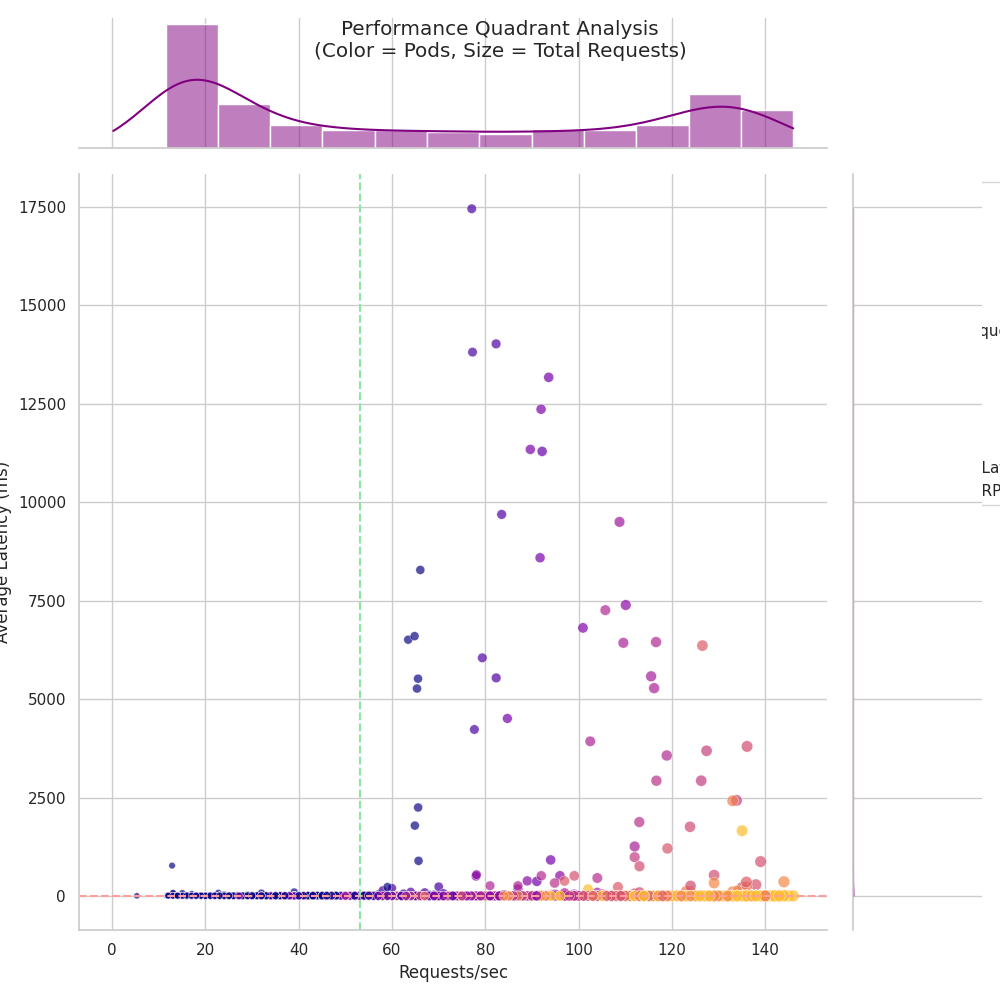 Performance Quadrant Analysis
(Color = Pods, Size = Total Requests)
17500
15000
12500
10000
7500
5000
2500
0
Average Latency (ms)
0 20 40 60 80 100 120 140
Requests/sec
La
RP